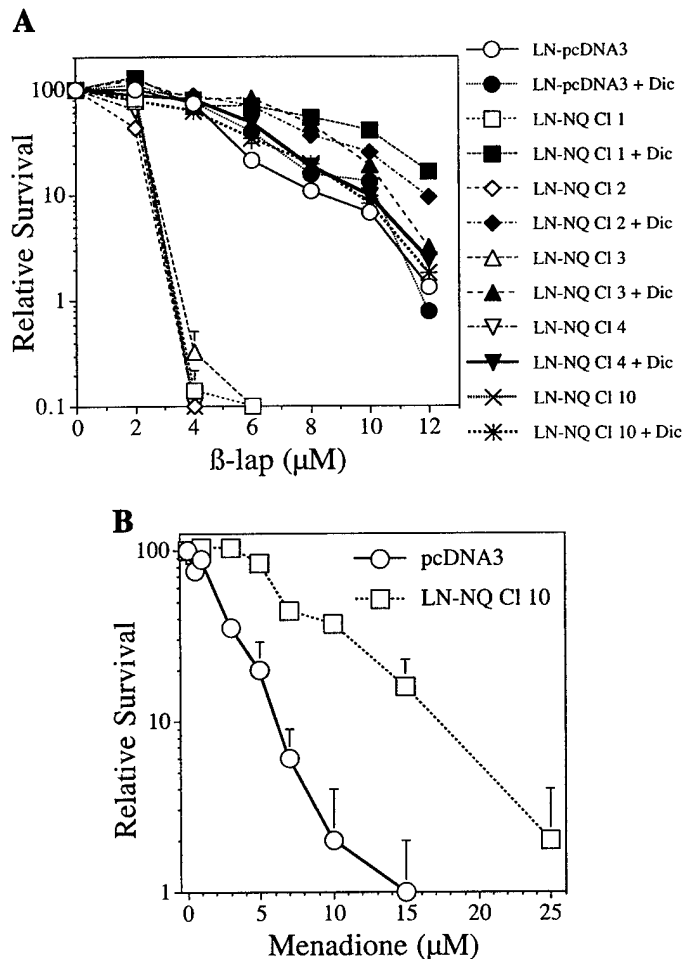 A
Relative Survival
100
10
1
0.1
0 2 4 6 8 10 12
ß-lap (µM)
LN-pcDNA3
LN-pcDNA3 + Dic
LN-NQ Cl 1
LN-NQ Cl 1 + Dic
LN-NQ Cl 2
LN-NQ Cl 2 + Dic
LN-NQ Cl 3
LN-NQ Cl 3 + Dic
LN-NQ Cl 4
LN-NQ Cl 4 + Dic
LN-NQ Cl 10
LN-NQ Cl 10 + Dic
B
Relative Survival
100
10
1
pcDNA3
LN-NQ Cl 10
0 5 10 15 20 25
Menadione (µM)